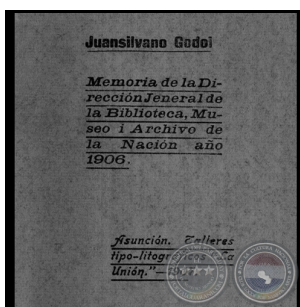 Juansilvano Godoi
Memoria de la Di-
rección Jeneral de
la Biblioteca, Mu-
seo i Archivo de
la Nación año
1906.
Asunción. Talleres
tipo-litográficos "La
Unión."—